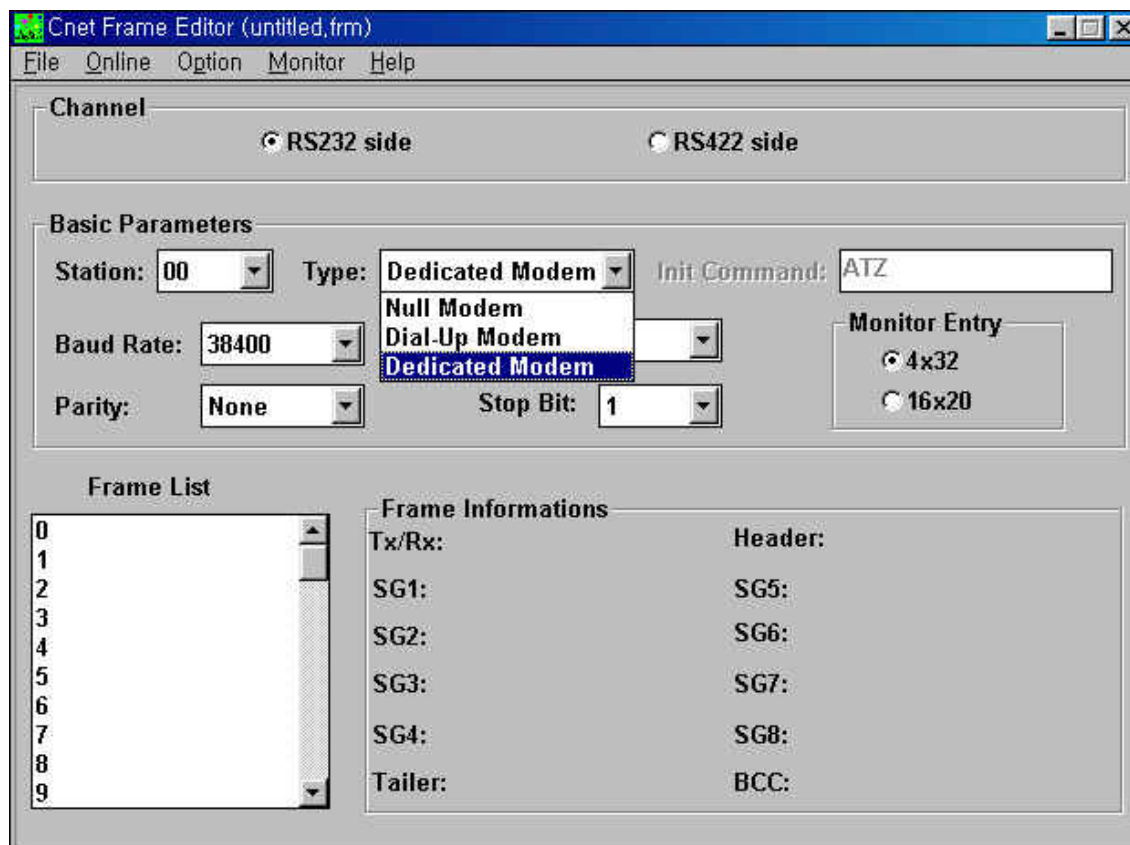 Cnet Frame Editor (untitled,frm)
File Online Option Monitor Help
Channel
RS232 side RS422 side
Basic Parameters
Station: 00 Type: Dedicated Modem Init Command: ATZ
Null Modem
Dial-Up Modem
Dedicated Modem
Baud Rate: 38400
Monitor Entry
4x32
16x20
Parity: None Stop Bit: 1
Frame List
0
1
2
3
4
5
6
7
8
9
Frame Informations
Tx/Rx: Header:
SG1: SG5:
SG2: SG6:
SG3: SG7:
SG4: SG8:
Tailer: BCC: